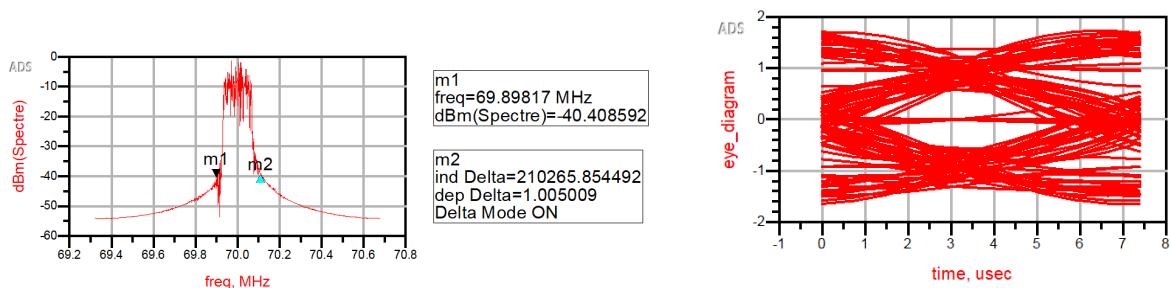 ADS
0
-10
-20
-30
-40
-50
-60
dBm(Spectre)
m1
m2
69.2 69.4 69.6 69.8 70.0 70.2 70.4 70.6 70.8
freq, MHz
m1
freq=69.89817 MHz
dBm(Spectre)=-40.408592
m2
ind Delta=210265.854492
dep Delta=1.005009
Delta Mode ON
ADS
2
1
0
-1
-2
eye_diagram
-1 0 1 2 3 4 5 6 7 8
time, usec